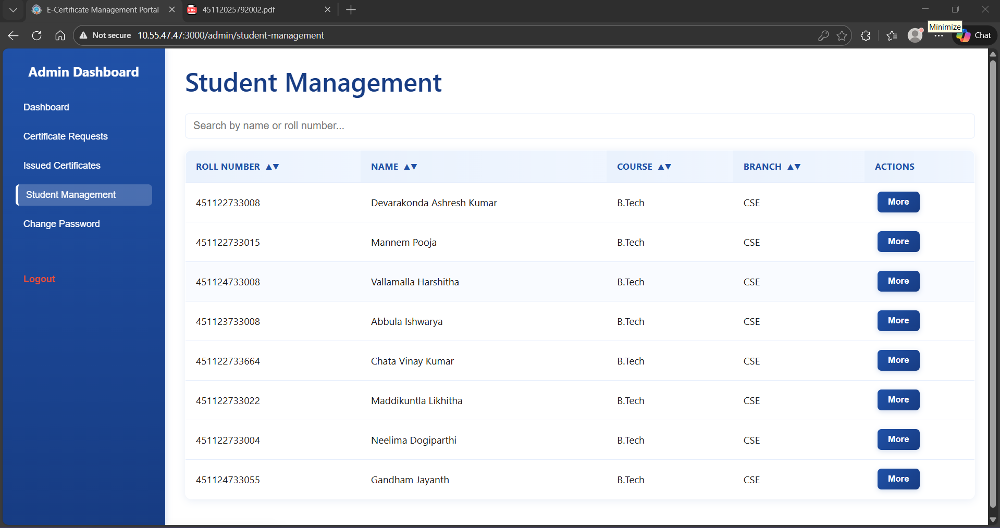 E-Certificate Management Portal
45112025792002.pdf
Minimize
Not secure 10.55.47.47:3000/admin/student-management
Chat
Admin Dashboard
Dashboard
Certificate Requests
Issued Certificates
Student Management
Change Password
Logout
Student Management
Search by name or roll number...
ROLL NUMBER ▲▼ NAME ▲▼ COURSE ▲▼ BRANCH ▲▼ ACTIONS
451122733008 Devarakonda Ashresh Kumar B.Tech CSE More
451122733015 Mannem Pooja B.Tech CSE More
451124733008 Vallamalla Harshitha B.Tech CSE More
451123733008 Abbula Ishwarya B.Tech CSE More
451122733664 Chata Vinay Kumar B.Tech CSE More
451122733022 Maddikuntla Likhitha B.Tech CSE More
451122733004 Neelima Dogiparthi B.Tech CSE More
451124733055 Gandham Jayanth B.Tech CSE More